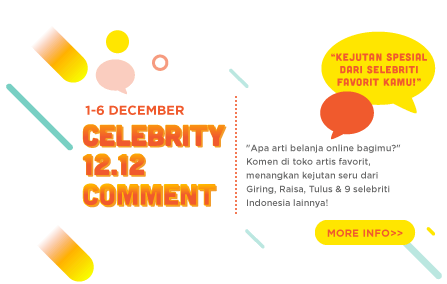 1-6 DECEMBER
CELEBRITY
12.12
COMMENT
"KEJUTAN SPESIAL
DARI SELEBRITI
FAVORIT KAMU!"
"Apa arti belanja online bagimu?"
Komen di toko artis favorit,
menangkan kejutan seru dari
Giring, Raisa, Tulus & 9 selebriti
Indonesia lainnya!
MORE INFO>>